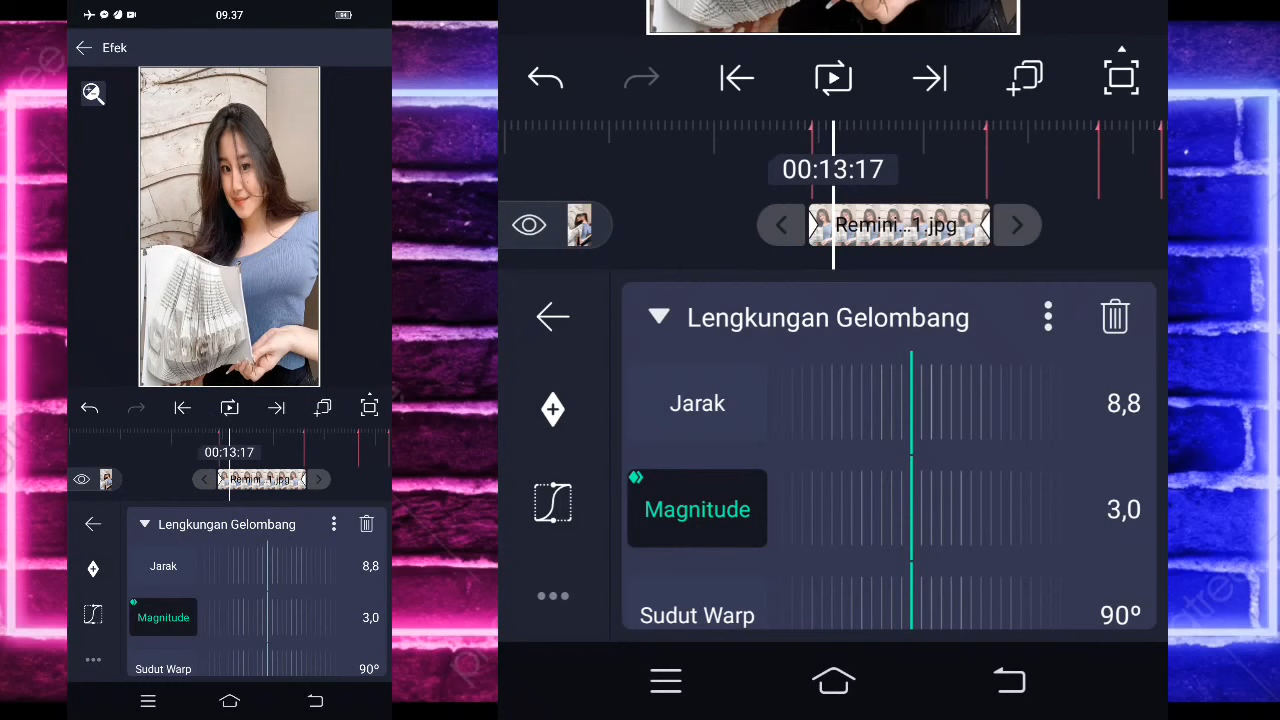 09.37
94
Efek
00:13:17
Remini...1.jpg
Lengkungan Gelombang
Jarak
8,8
Magnitude
3,0
Sudut Warp
90°
00:13:17
Remini...1.jpg
Lengkungan Gelombang
Jarak
8,8
Magnitude
3,0
Sudut Warp
90°